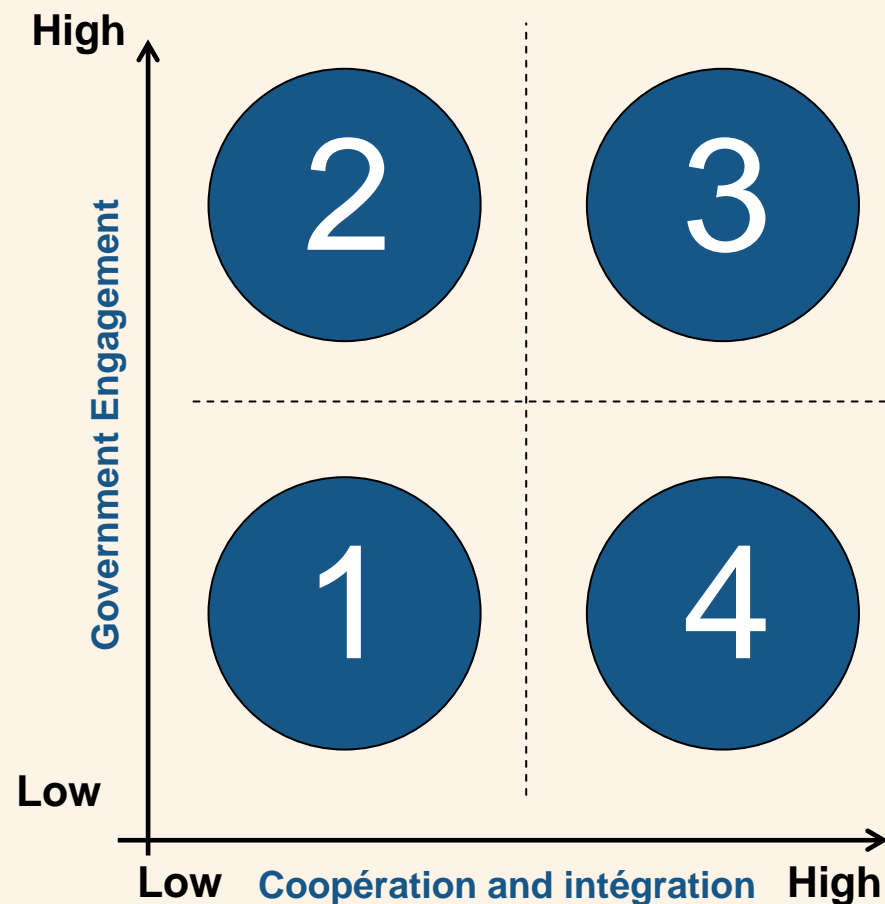 High
2
3
Government Engagement
1
4
Low
Low
Coopération and intégration
High